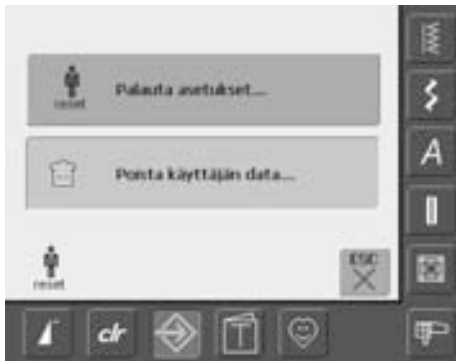 reset
Palauta asetukset....
Poista käyttäjän data....
reset
ESC
A
clr
T